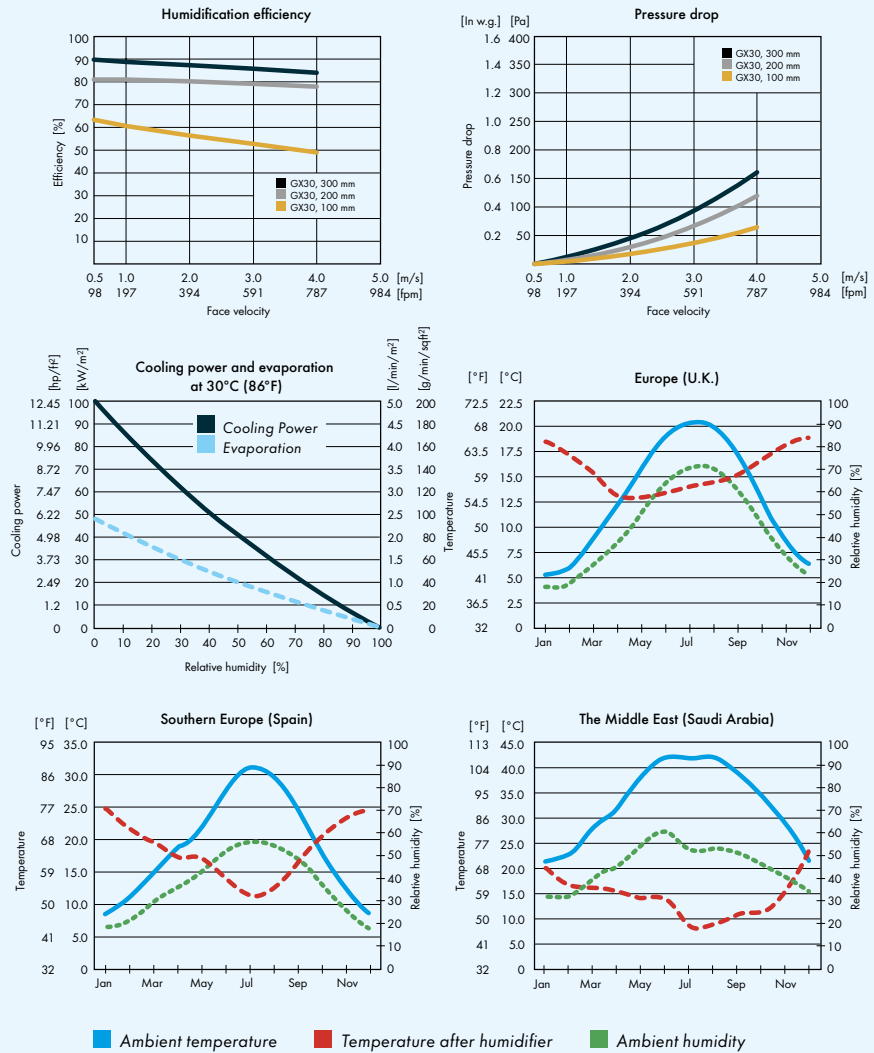 Humidification efficiency
Efficiency [%]
100
90
80
70
60
50
40
30
20
10
GX30, 300 mm
GX30, 200 mm
GX30, 100 mm
0.5 1.0 2.0 3.0 4.0 5.0 [m/s]
98 197 394 591 787 984 [fpm]
Face velocity
Pressure drop
[In w.g.] [Pa]
Pressure drop
1.6 400
1.4 350
1.2 300
1.0 250
0.8 200
0.6 150
0.4 100
0.2 50
GX30, 300 mm
GX30, 200 mm
GX30, 100 mm
0.5 1.0 2.0 3.0 4.0 5.0 [m/s]
98 197 394 591 787 984 [fpm]
Face velocity
Cooling power and evaporation
at 30°C (86°F)
[hp/ft²] [kW/m²] [l/min/m²] [g/min/sqft²]
Cooling power
12.45 100 5.0 200
11.21 90 4.5 180
9.96 80 4.0 160
8.72 70 3.5 140
7.47 60 3.0 120
6.22 50 2.5 100
4.98 40 2.0 80
3.73 30 1.5 60
2.49 20 1.0 40
1.2 10 0.5 20
0 0 0 0
Cooling Power
Evaporation
0 10 20 30 40 50 60 70 80 90 100
Relative humidity [%]
Europe (U.K.)
[°F] [°C]
Temperature
72.5 22.5
68 20.0
63.5 17.5
59 15.0
54.5 12.5
50 10.0
45.5 7.5
41 5.0
36.5 2.5
32 0
100
90
80
70
60
50
40
30
20
10
0
Relative humidity [%]
Jan Mar May Jul Sep Nov
Southern Europe (Spain)
[°F] [°C]
Temperature
95 35.0
86 30.0
77 25.0
68 20.0
59 15.0
50 10.0
41 5.0
32 0
100
90
80
70
60
50
40
30
20
10
0
Relative humidity [%]
Jan Mar May Jul Sep Nov
The Middle East (Saudi Arabia)
[°F] [°C]
Temperature
113 45.0
104 40.0
95 35.0
86 30.0
77 25.0
68 20.0
59 15.0
50 10.0
41 5.0
32 0
100
90
80
70
60
50
40
30
20
10
0
Relative humidity [%]
Jan Mar May Jul Sep Nov
Ambient temperature Temperature after humidifier Ambient humidity